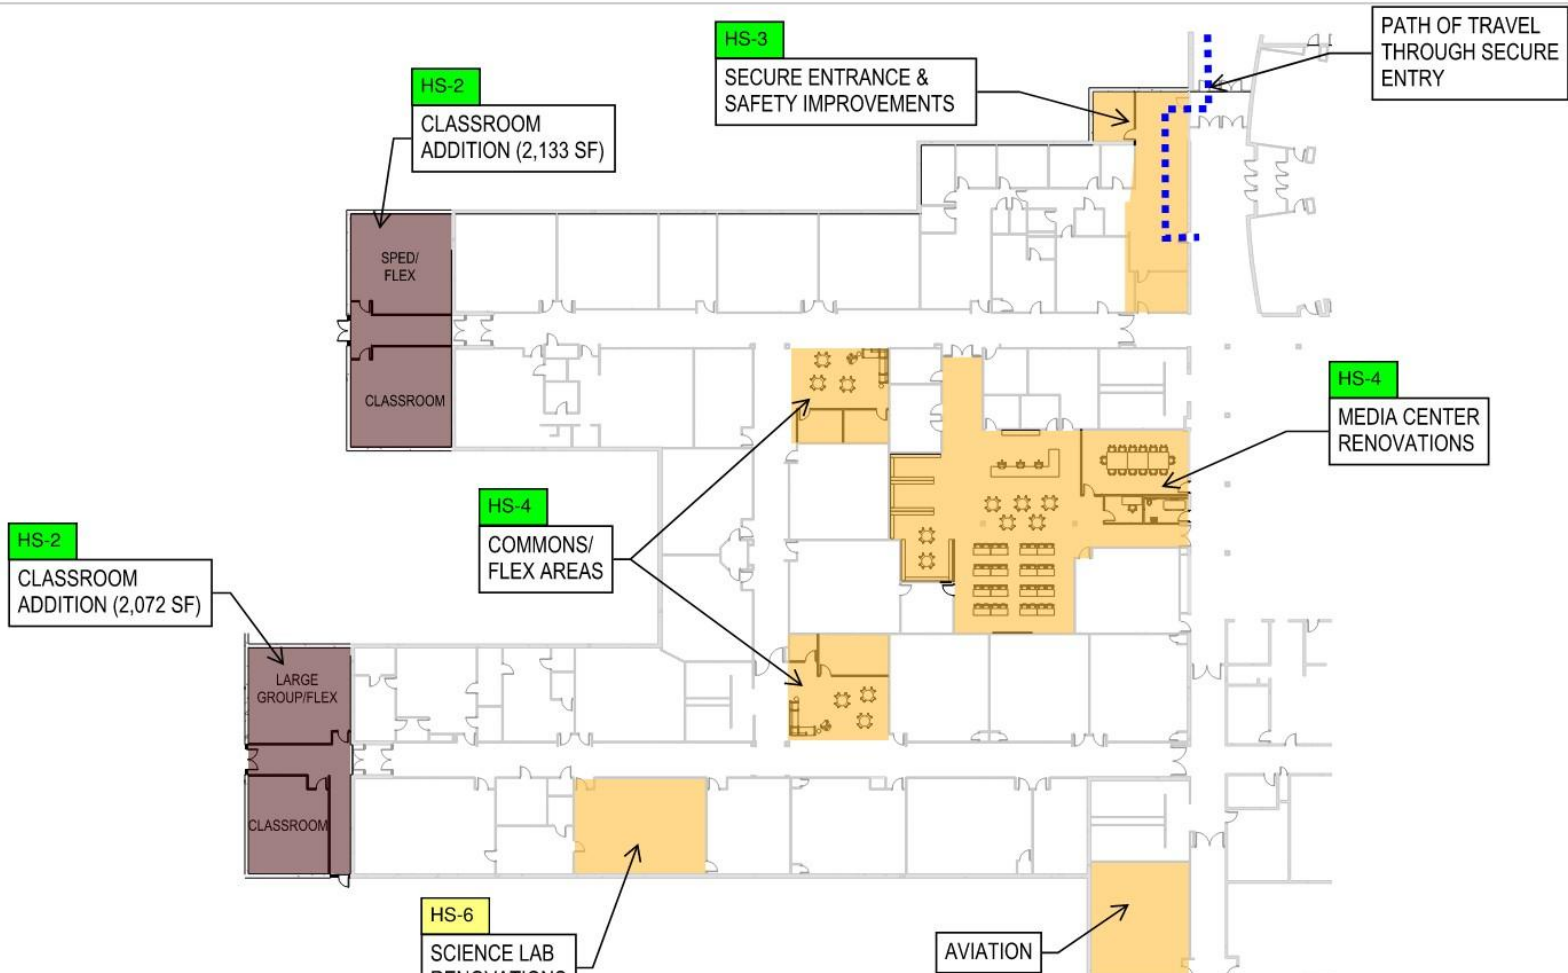 HS-3
SECURE ENTRANCE &
SAFETY IMPROVEMENTS
PATH OF TRAVEL
THROUGH SECURE
ENTRY
HS-2
CLASSROOM
ADDITION (2,133 SF)
SPED/
FLEX
CLASSROOM
HS-4
MEDIA CENTER
RENOVATIONS
HS-4
COMMONS/
FLEX AREAS
HS-2
CLASSROOM
ADDITION (2,072 SF)
LARGE
GROUP/FLEX
CLASSROOM
HS-6
SCIENCE LAB
RENOVATIONS
AVIATION